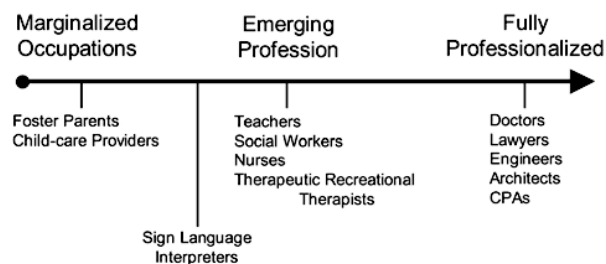 Marginalized
Occupations
Emerging
Profession
Fully
Professionalized
Foster Parents
Child-care Providers
Sign Language
Interpreters
Teachers
Social Workers
Nurses
Therapeutic Recreational
Therapists
Doctors
Lawyers
Engineers
Architects
CPAs